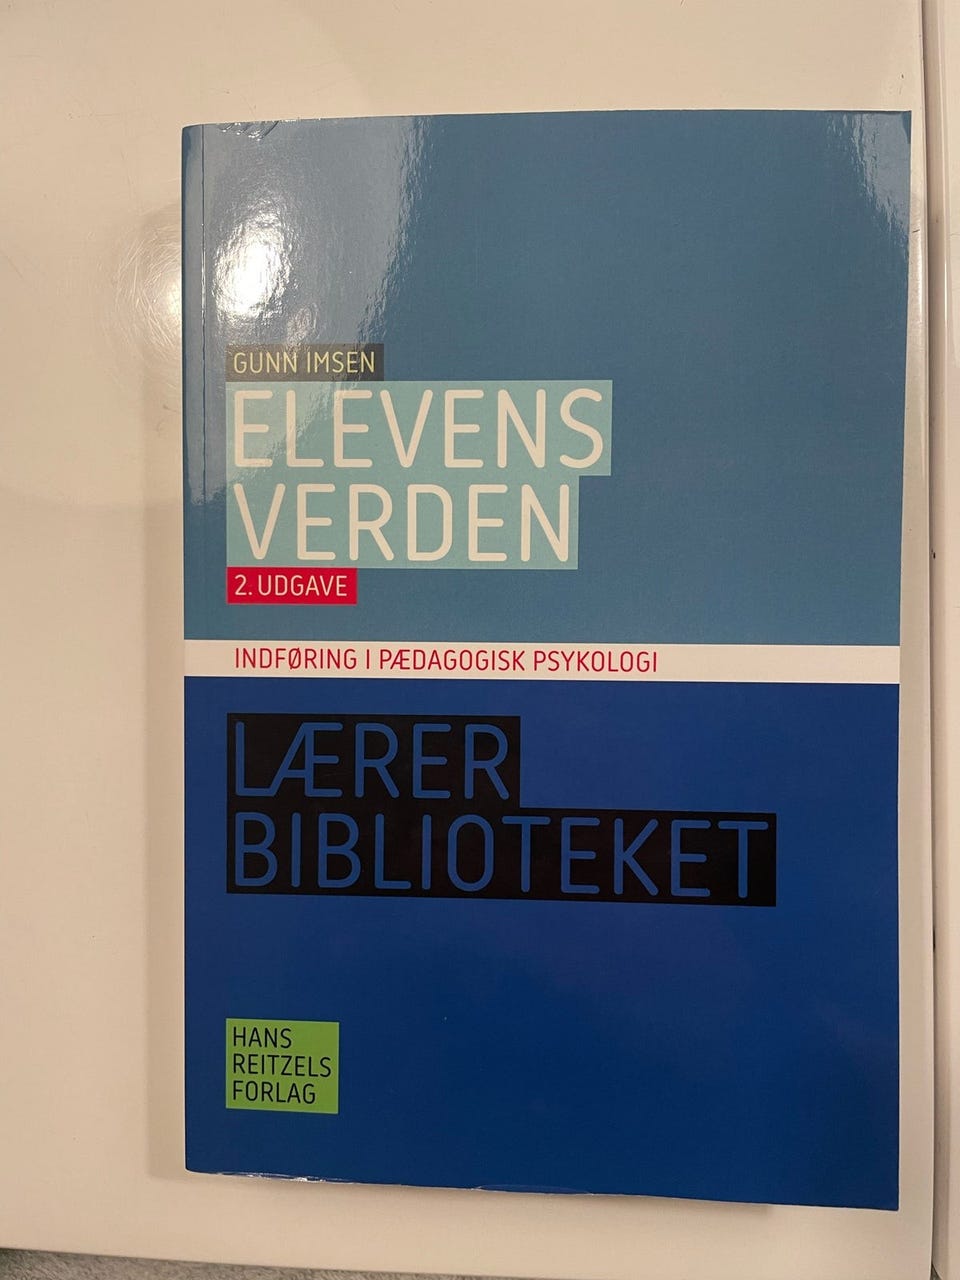 GUNN IMSEN
ELEVENS
VERDEN
2. UDGAVE
INDFØRING I PÆDAGOGISK PSYKOLOGI
LÆRER
BIBLIOTEKET
HANS
REITZELS
FORLAG